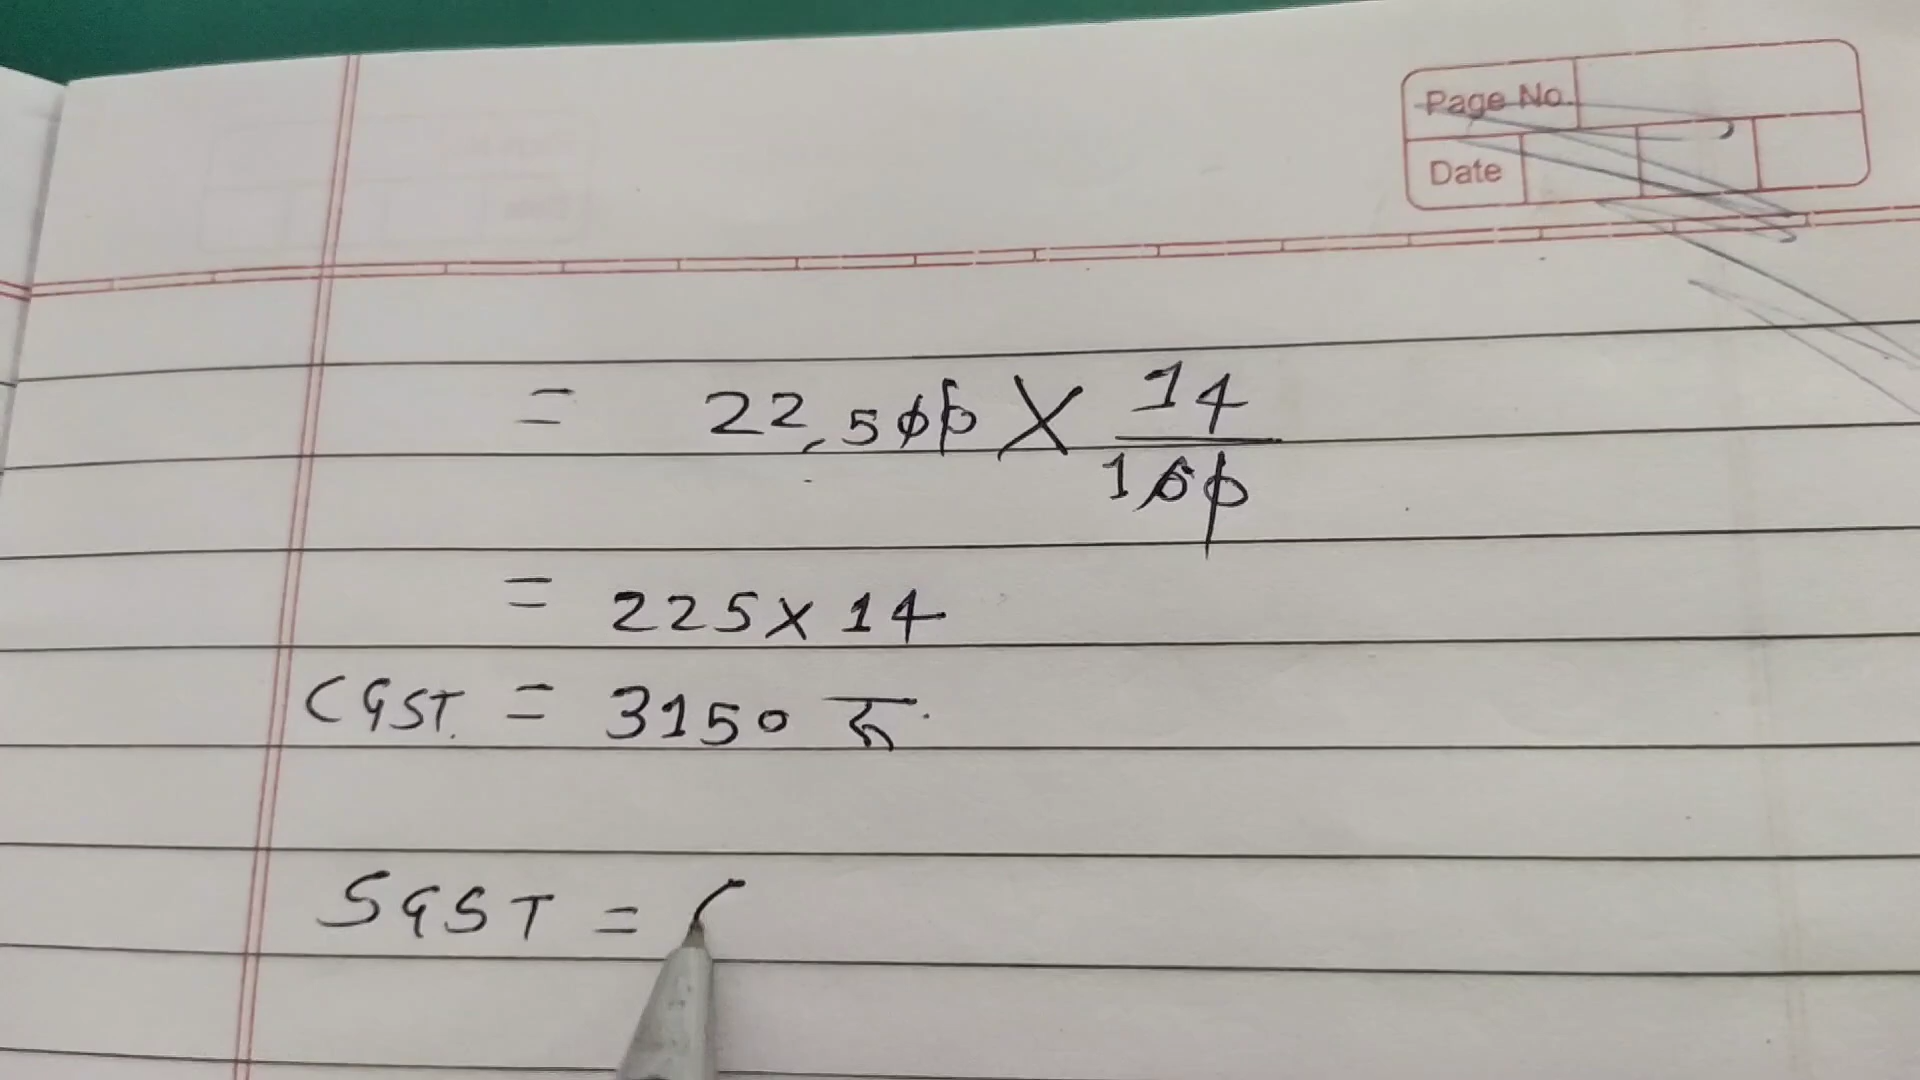 Page No.
Date
= 22,500 X 14/100
= 225 x 14
CGST. = 3150 रु.
SGST = C